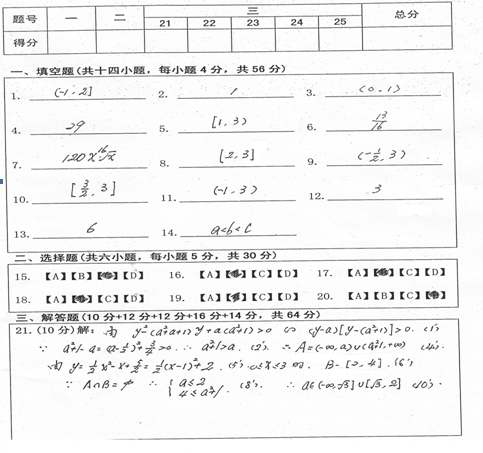 题号 一 二 三 总分
21 22 23 24 25
得分
一、填空题(共十四小题，每小题4分，共56分)
1. (-1,2] 2. 1 3. (0,1)
4. 29 5. [1,3) 6. 13/16
7. 8. [2,3] 9. (-1/2,3)
10. [3/2,3] 11. (-1,3) 12. 3
13. 6 14. a<b<c
二、选择题(共六小题，每小题5分，共30分)
15. 【A】【B】【D】 16. 【A】【C】【D】 17. 【A】【C】【D】
18. 【A】【C】【D】 19. 【A】【C】【D】 20. 【A】【B】【D】
三、解答题(10分+12分+12分+16分+14分，共64分)
21.(10分)解：由 y²-(a²+a+1)y+a(a²+1)>0 (y-a)[y-(a²+1)]>0. (1')
∵ a²+1-a=(a-1/2)²+3/4>0 ∴ a²+1>a. (2') ∴ A=(-∞,a)∪(a²+1,+∞) (4').
由 y=1/2x²-x+5/2=1/2(x-1)²+2. (5') 0≤x≤3 B=[2,4]. (6')
∵ A∩B=φ ∴ { a≤2 4≤a²+1 (8'). ∴ a∈(-∞,-√3]∪[√3,2] (10').